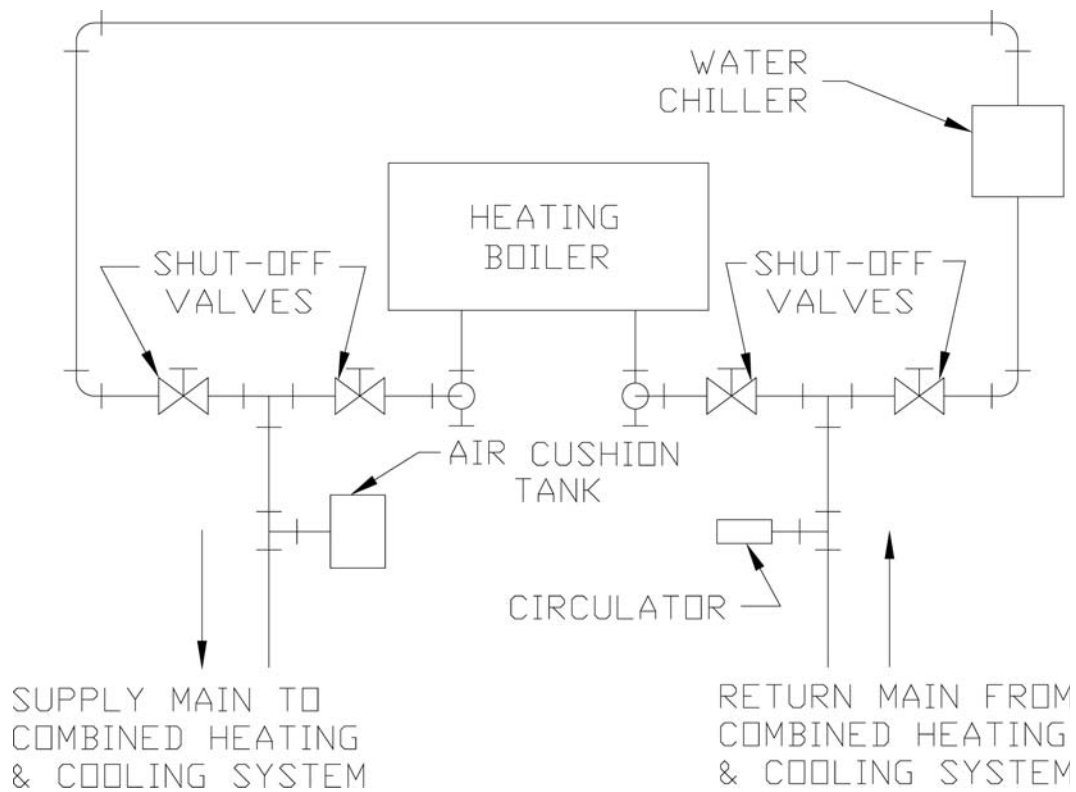 WATER
CHILLER
HEATING
BOILER
SHUT-OFF
VALVES
SHUT-OFF
VALVES
AIR CUSHION
TANK
CIRCULATOR
SUPPLY MAIN TO
COMBINED HEATING
& COOLING SYSTEM
RETURN MAIN FROM
COMBINED HEATING
& COOLING SYSTEM